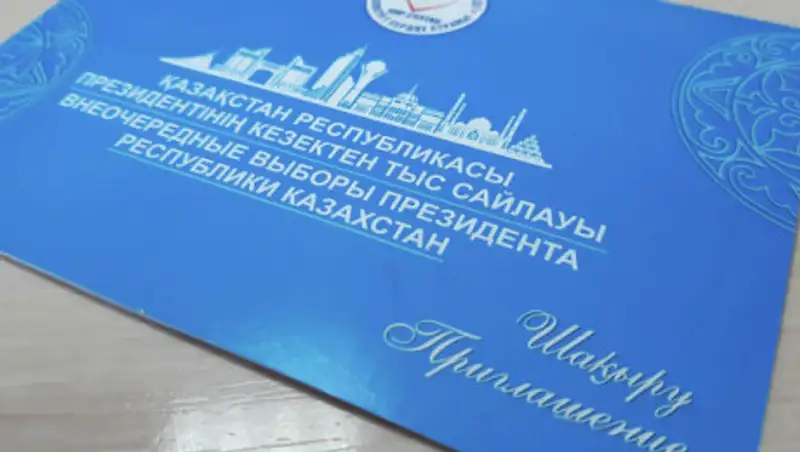 ҚАЗАҚСТАН РЕСПУБЛИКАСЫ
ПРЕЗИДЕНТІНІҢ КЕЗЕКТЕН ТЫС САЙЛАУЫ
ВНЕОЧЕРЕДНЫЕ ВЫБОРЫ ПРЕЗИДЕНТА
РЕСПУБЛИКИ КАЗАХСТАН
Шақыру
Приглашение